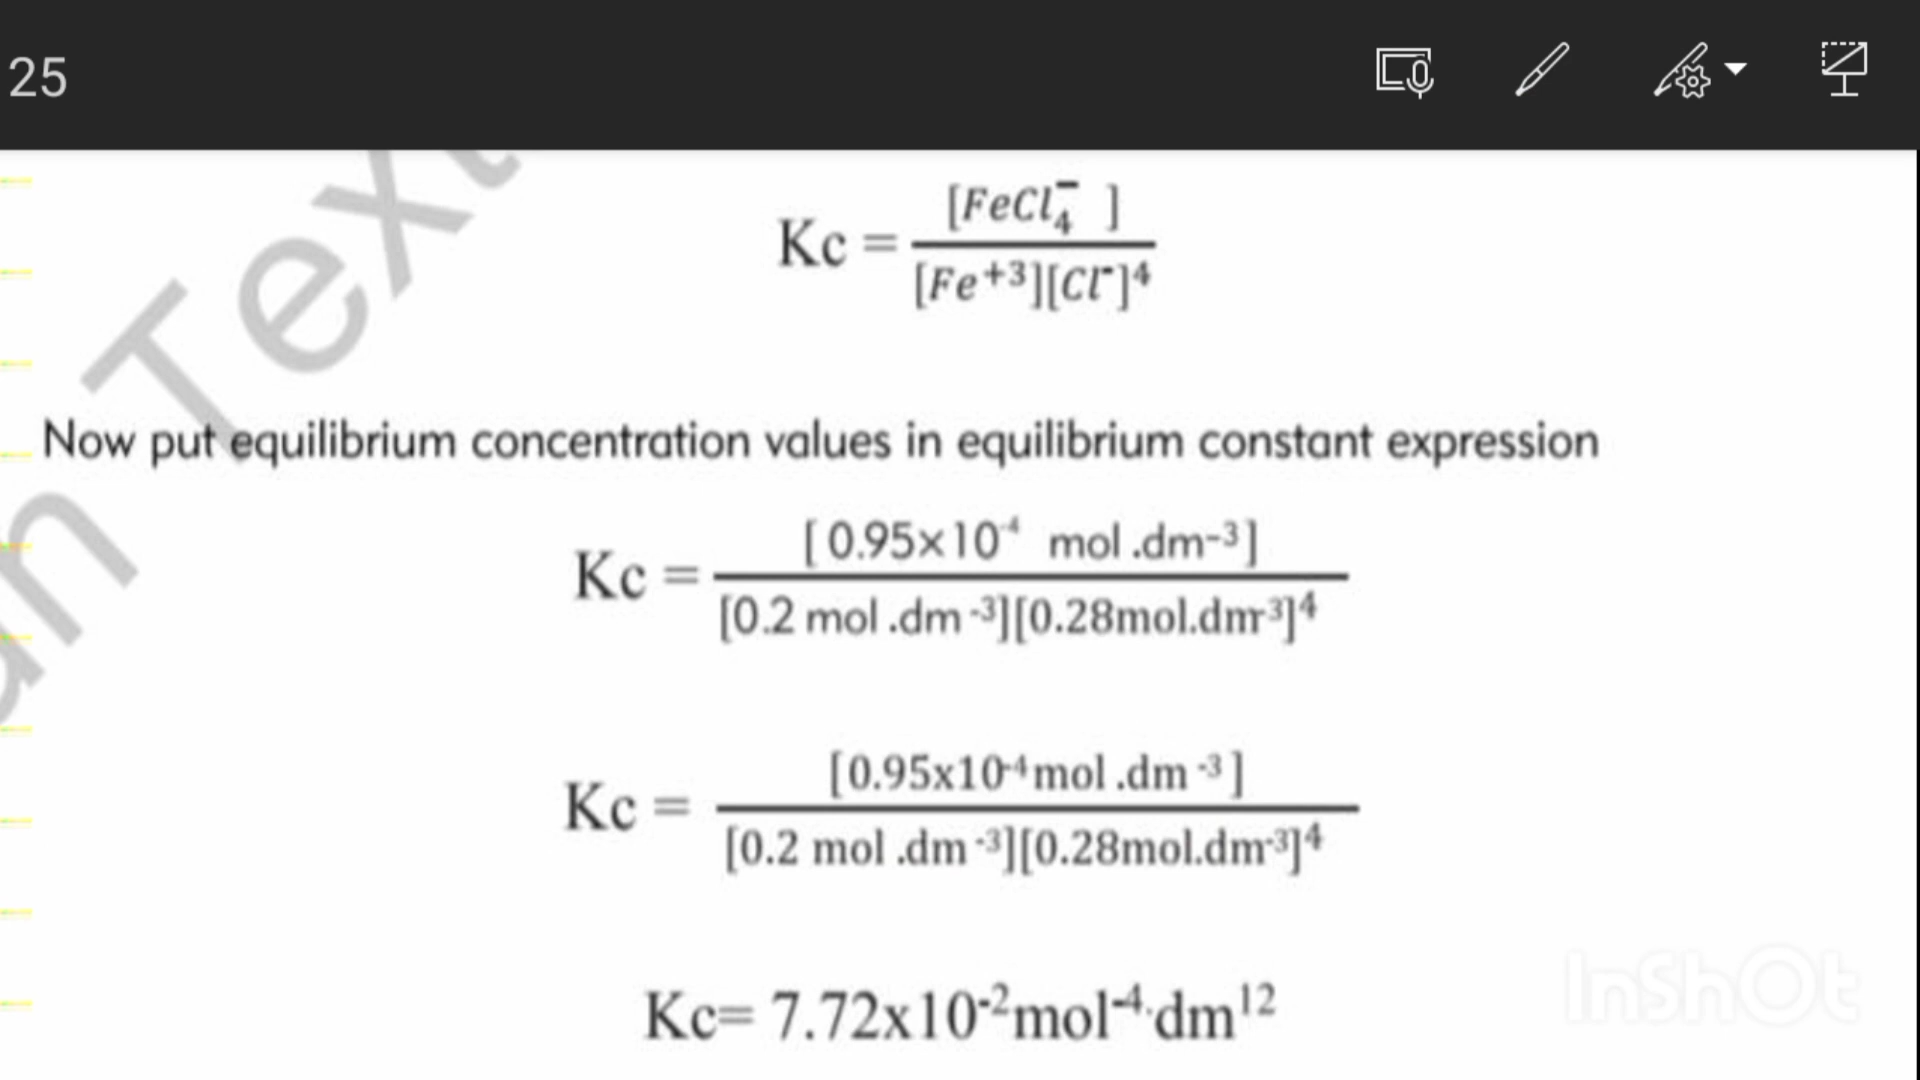 25
Text
Kc = [FeCl₄⁻ ] / [Fe⁺³][Cl⁻]⁴
Now put equilibrium concentration values in equilibrium constant expression
Kc = [ 0.95×10⁻⁴ mol .dm⁻³] / [0.2 mol .dm ⁻³][0.28mol.dm⁻³]⁴
Kc = [0.95x10⁻⁴mol .dm ⁻³ ] / [0.2 mol .dm ⁻³][0.28mol.dm⁻³]⁴
Kc= 7.72x10⁻²mol⁻⁴·dm¹²
InShOt